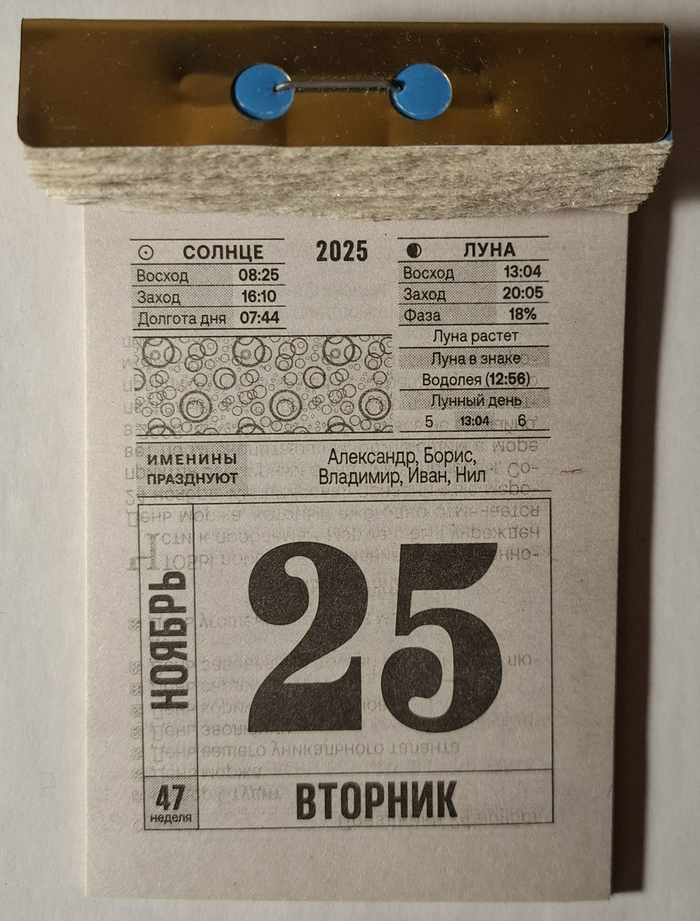 СОЛНЦЕ
Восход 08:25
Заход 16:10
Долгота дня 07:44
2025
ЛУНА
Восход 13:04
Заход 20:05
Фаза 18%
Луна растет
Луна в знаке
Водолея (12:56)
Лунный день
5 13:04 6
ИМЕНИНЫ
ПРАЗДНУЮТ
Александр, Борис,
Владимир, Иван, Нил
НОЯБРЬ
25
47
неделя
ВТОРНИК